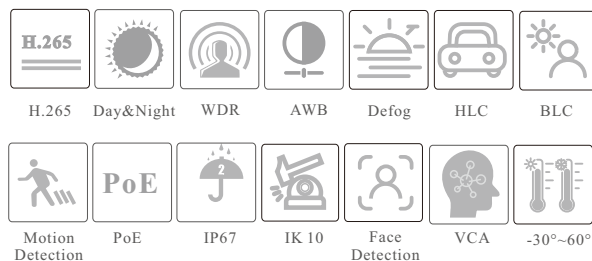 H.265
H.265 Day&Night WDR AWB Defog HLC BLC
PoE 2
Motion Detection PoE IP67 IK 10 Face Detection VCA -30°~60°